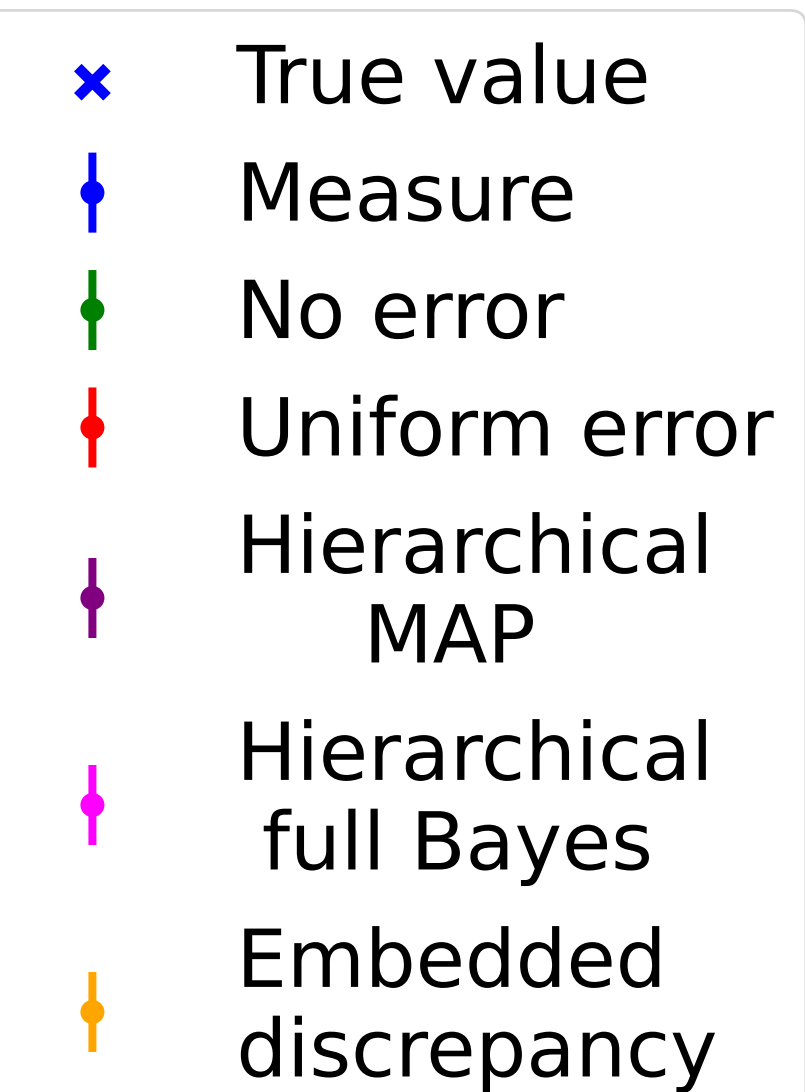 True value
Measure
No error
Uniform error
Hierarchical
MAP
Hierarchical
full Bayes
Embedded
discrepancy